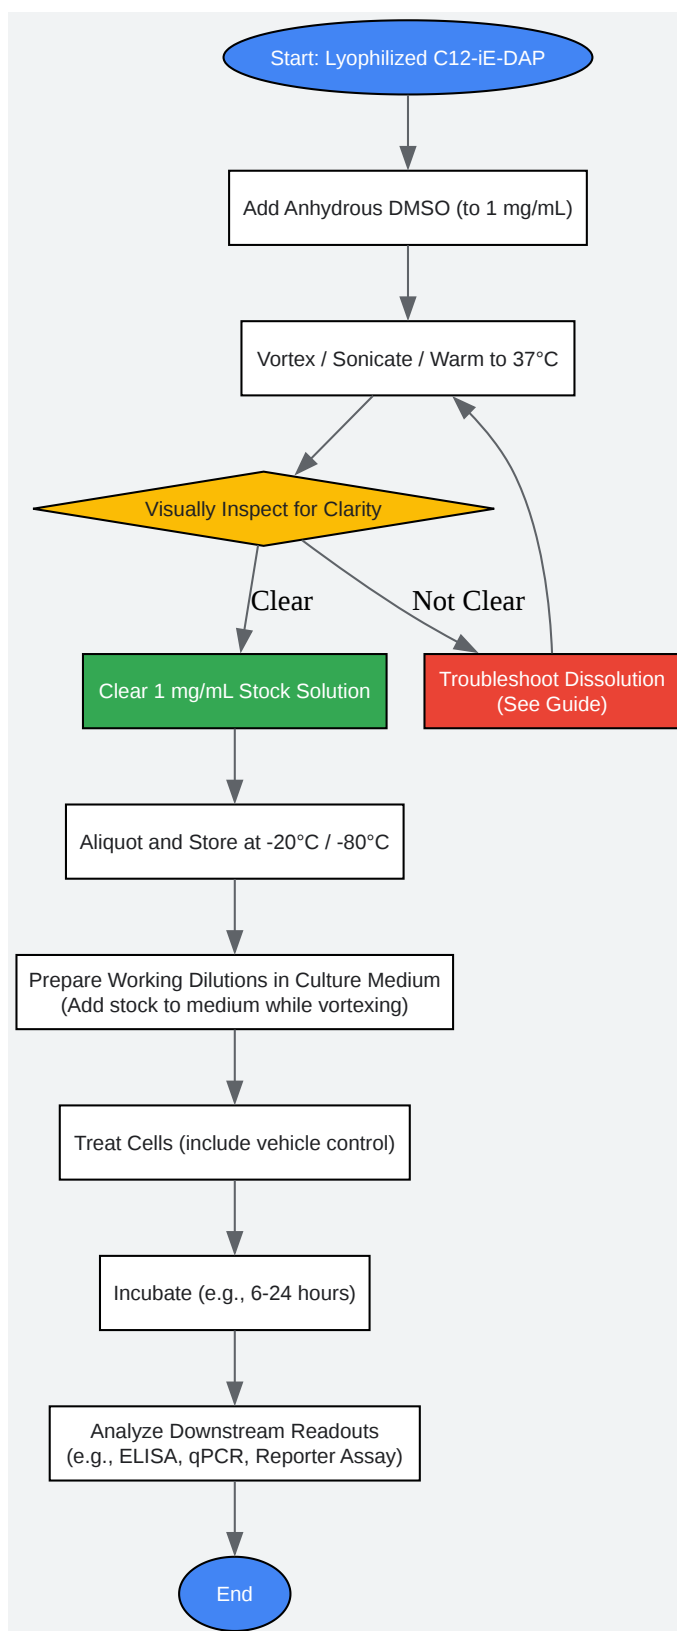 Start: Lyophilized C12-iE-DAP
Add Anhydrous DMSO (to 1 mg/mL)
Vortex / Sonicate / Warm to 37°C
Visually Inspect for Clarity
Clear
Not Clear
Clear 1 mg/mL Stock Solution
Troubleshoot Dissolution
(See Guide)
Aliquot and Store at -20°C / -80°C
Prepare Working Dilutions in Culture Medium
(Add stock to medium while vortexing)
Treat Cells (include vehicle control)
Incubate (e.g., 6-24 hours)
Analyze Downstream Readouts
(e.g., ELISA, qPCR, Reporter Assay)
End